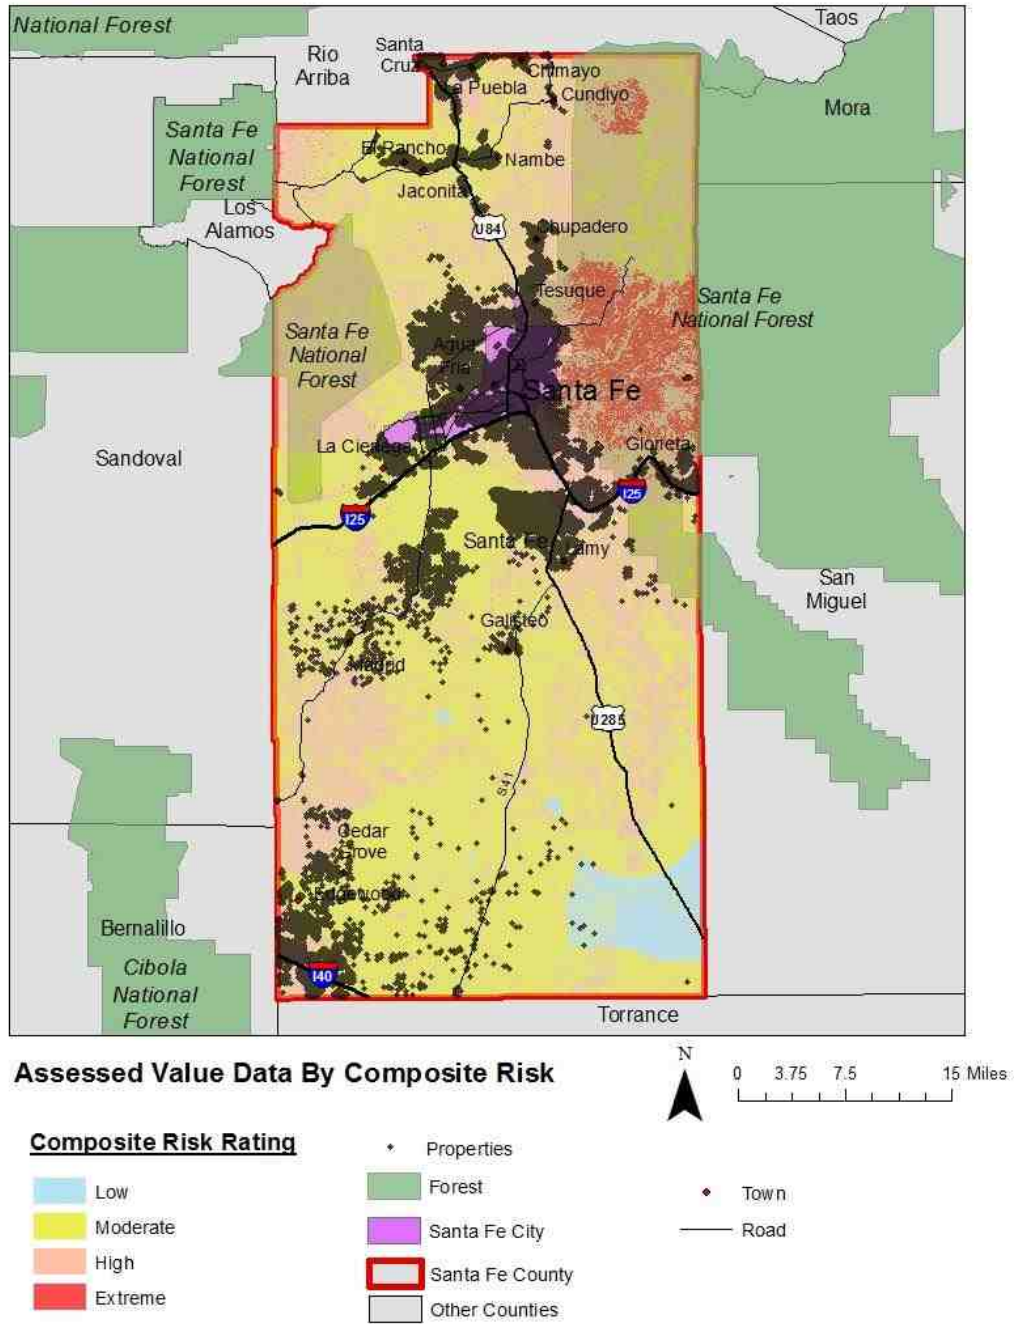 National Forest
Taos
Rio
Arriba
Santa
Cruz
Chimayo
La Puebla
Cundiyo
Mora
Santa Fe
National
Forest
El Rancho
Nambe
Jaconita
Los
Alamos
U84
Chupadero
Tesuque
Santa Fe
National Forest
Santa Fe
National
Forest
Agua
Fria
Santa Fe
Sandoval
La Cienega
Glorieta
I25
I25
Santa Fe
Lamy
San
Miguel
Galisteo
Madrid
U285
S41
Cedar
Grove
Edgewood
Bernalillo
Cibola
National
Forest
I40
Torrance
Assessed Value Data By Composite Risk
N
0 3.75 7.5 15 Miles
Composite Risk Rating
Low
Moderate
High
Extreme
Properties
Forest
Santa Fe City
Santa Fe County
Other Counties
Town
Road